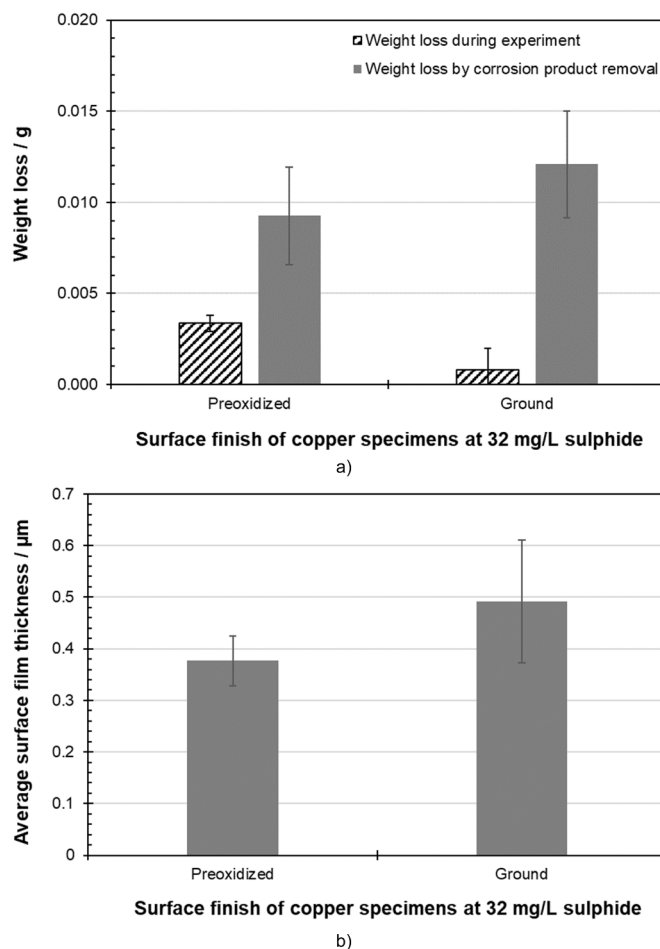 0.020
Weight loss during experiment
Weight loss by corrosion product removal
0.015
0.010
0.005
0.000
Weight loss / g
Preoxidized Ground
Surface finish of copper specimens at 32 mg/L sulphide
a)
0.7
0.6
0.5
0.4
0.3
0.2
0.1
0
Average surface film thickness / μm
Preoxidized Ground
Surface finish of copper specimens at 32 mg/L sulphide
b)